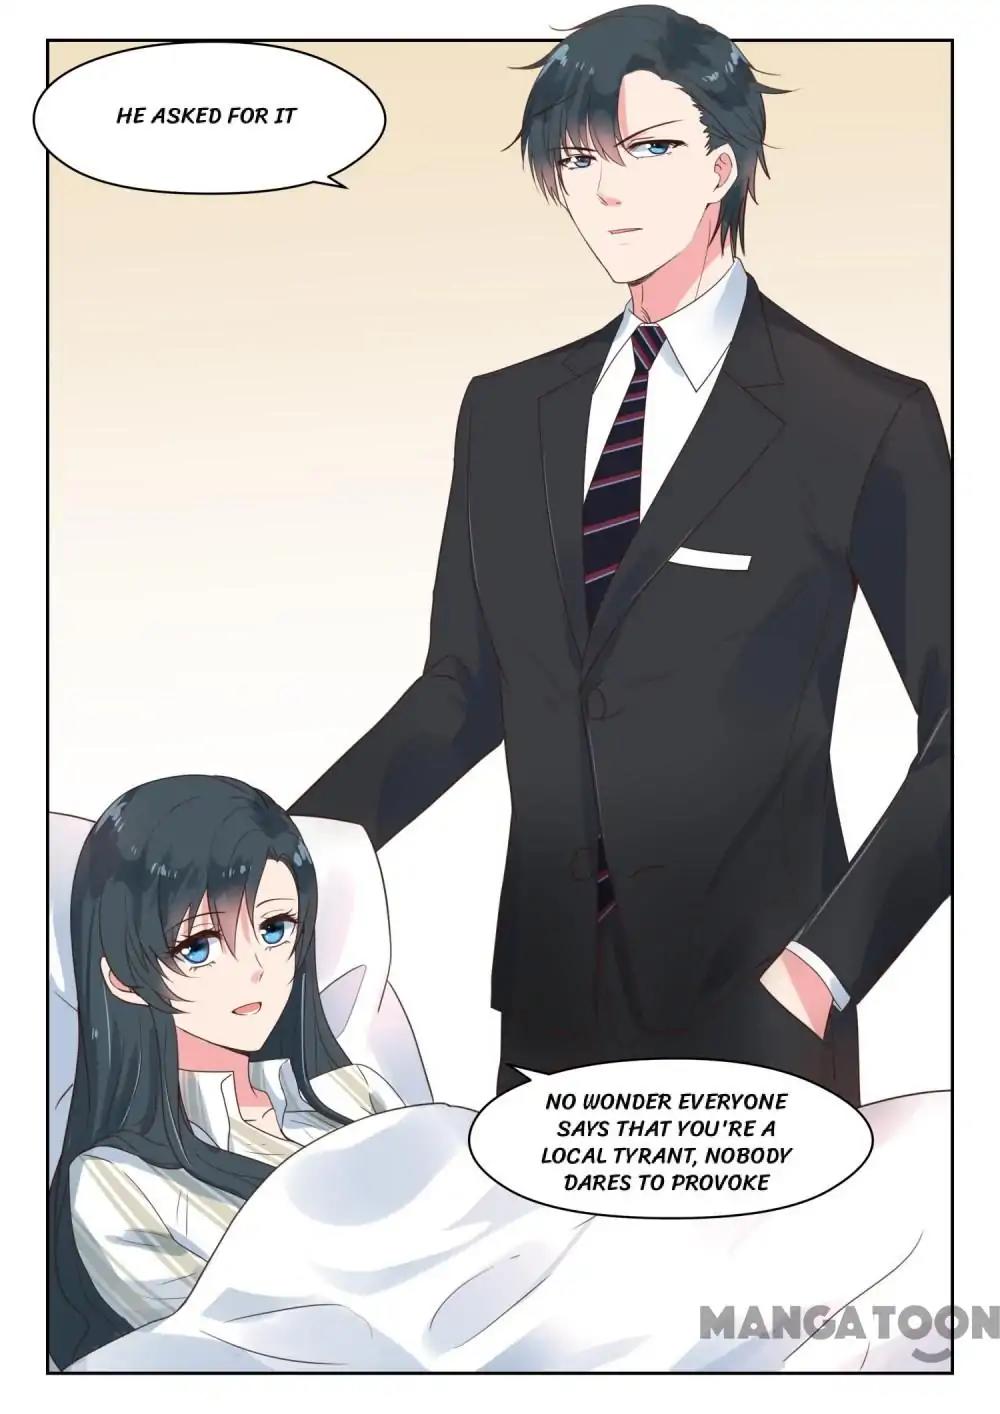 HE ASKED FOR IT
NO WONDER EVERYONE
SAYS THAT YOU'RE A
LOCAL TYRANT, NOBODY
DARES TO PROVOKE
MANGATOON